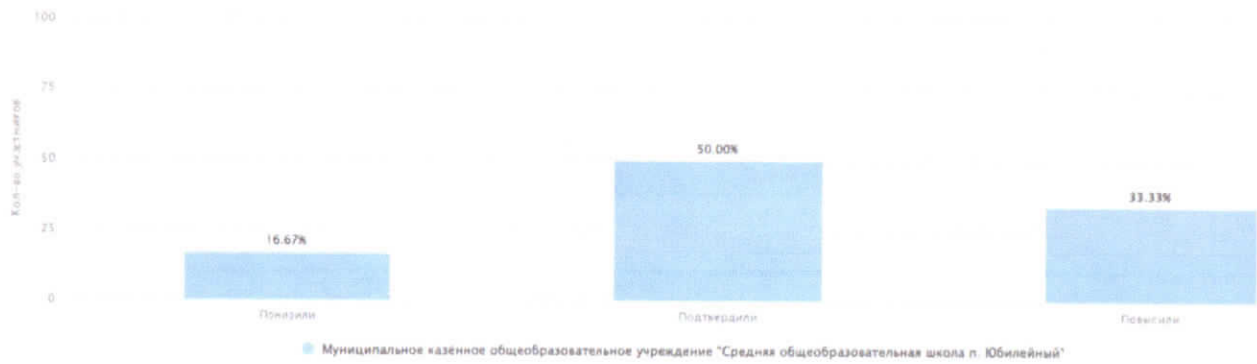 100
75
50
25
0
Кол-во участников
16.67%
50.00%
33.33%
Понизили
Подтвердили
Повысили
Муниципальное казённое общеобразовательное учреждение "Средняя общеобразовательная школа п. Юбилейный"